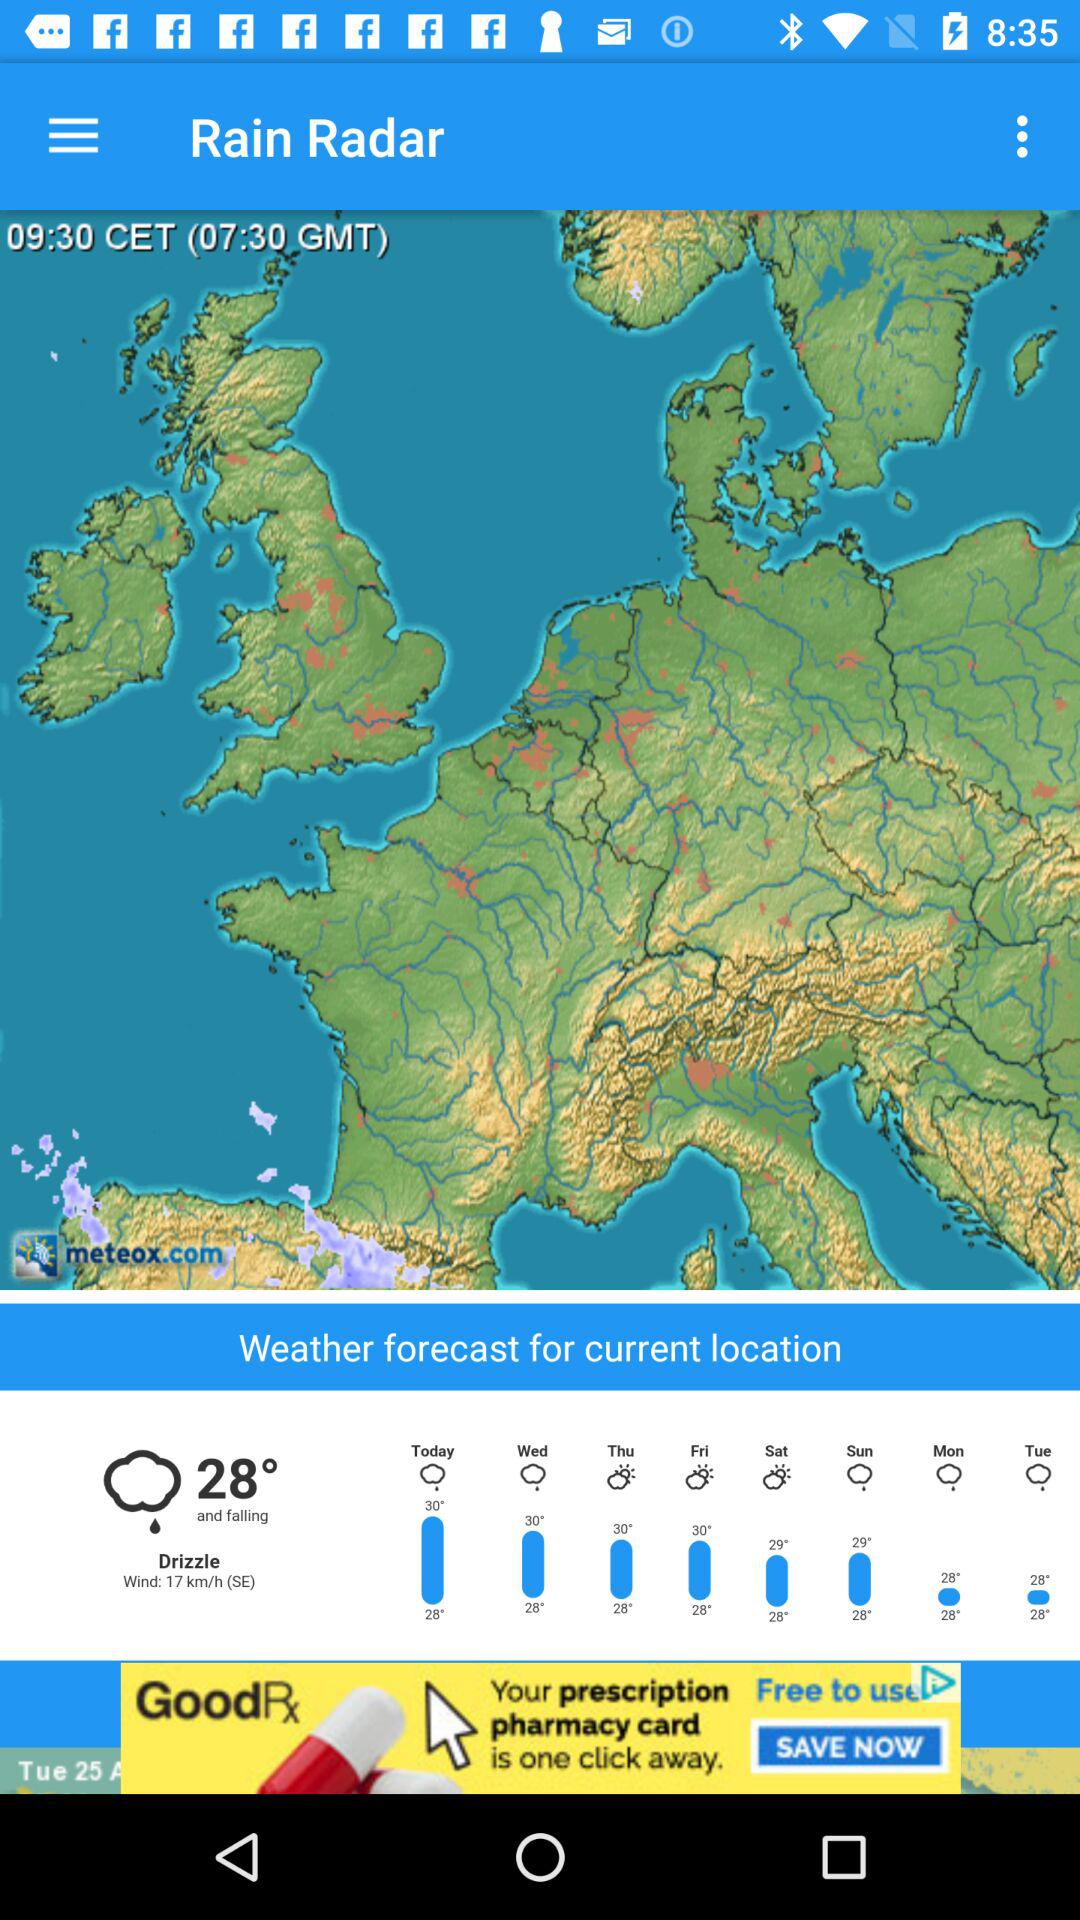 8:35
Rain Radar
09:30 CET (07:30 GMT)
meteox.com
Weather forecast for current location
28°
and falling
Drizzle
Wind: 17 km/h (SE)
Today Wed Thu Fri Sat Sun Mon Tue
30° 30° 30° 30° 29° 29° 28° 28°
28° 28° 28° 28° 28° 28° 28° 28°
GoodRx
Your prescription
pharmacy card
is one click away.
Free to use
SAVE NOW
Tue 25 A